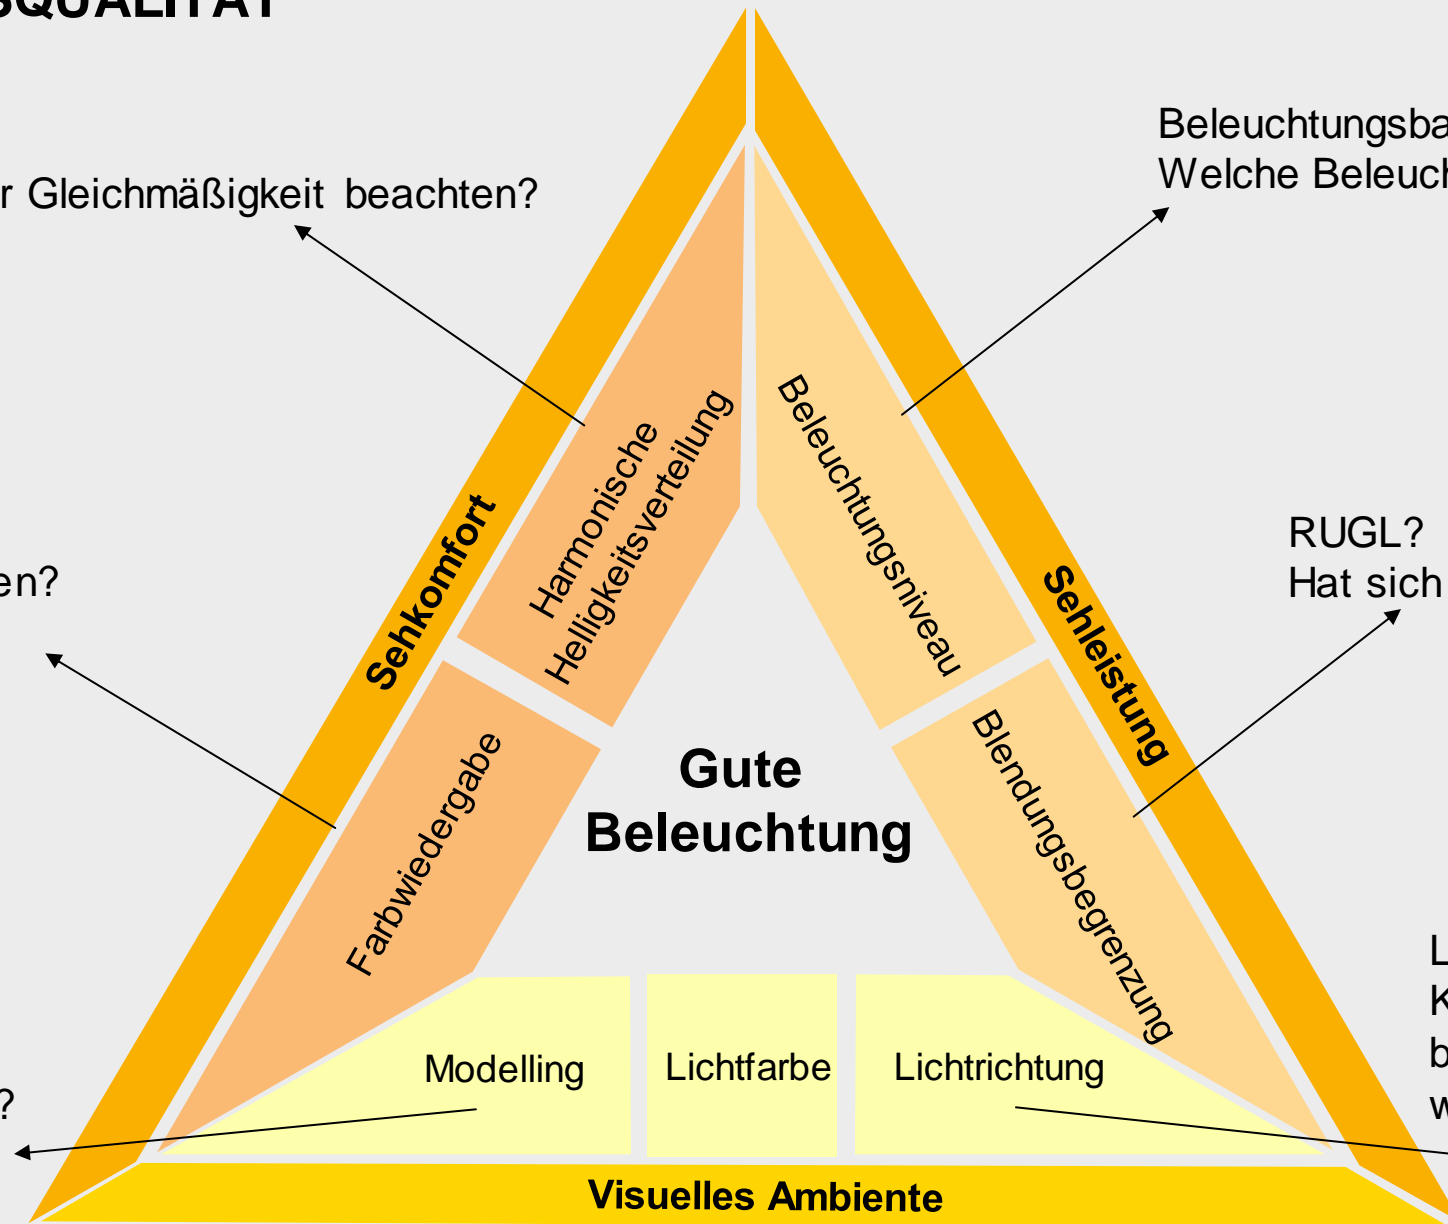 SQUALITÄT
r Gleichmäßigkeit beachten?
Beleuchtungsba
Welche Beleuch
Harmonische
Helligkeitsverteilung
Beleuchtungsniveau
Sehkomfort
Sehleistung
en?
RUGL?
Hat sich
Farbwiedergabe
Blendungsbegrenzung
Gute
Beleuchtung
L
K
b
w
Modelling
Lichtfarbe
Lichtrichtung
?
Visuelles Ambiente